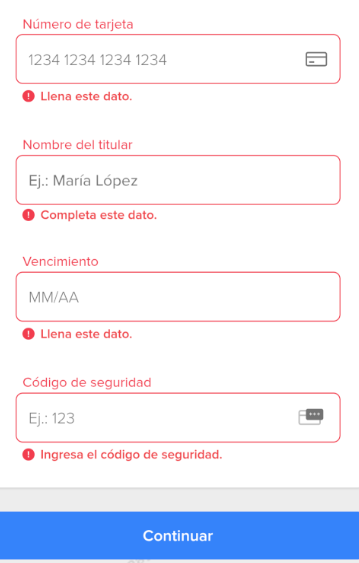 Número de tarjeta
1234 1234 1234 1234
Llena este dato.
Nombre del titular
Ej.: María López
Completa este dato.
Vencimiento
MM/AA
Llena este dato.
Código de seguridad
Ej.: 123
Ingresa el código de seguridad.
Continuar